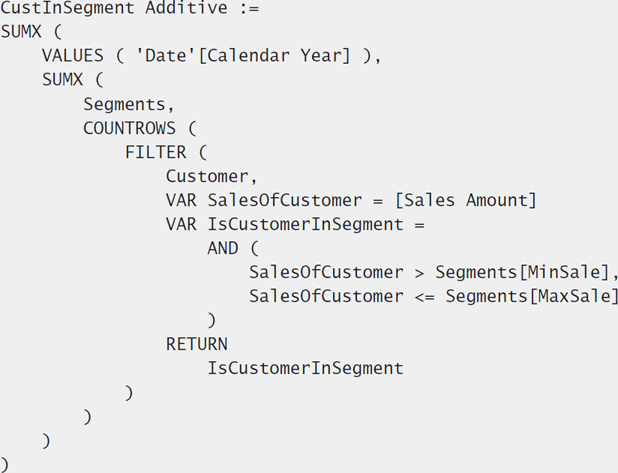 CustInSegment Additive :=
SUMX (
    VALUES ( 'Date'[Calendar Year] ),
    SUMX (
        Segments,
        COUNTROWS (
            FILTER (
                Customer,
                VAR SalesOfCustomer = [Sales Amount]
                VAR IsCustomerInSegment =
                    AND (
                        SalesOfCustomer > Segments[MinSale],
                        SalesOfCustomer <= Segments[MaxSale]
                    )
                RETURN
                    IsCustomerInSegment
            )
        )
    )
)